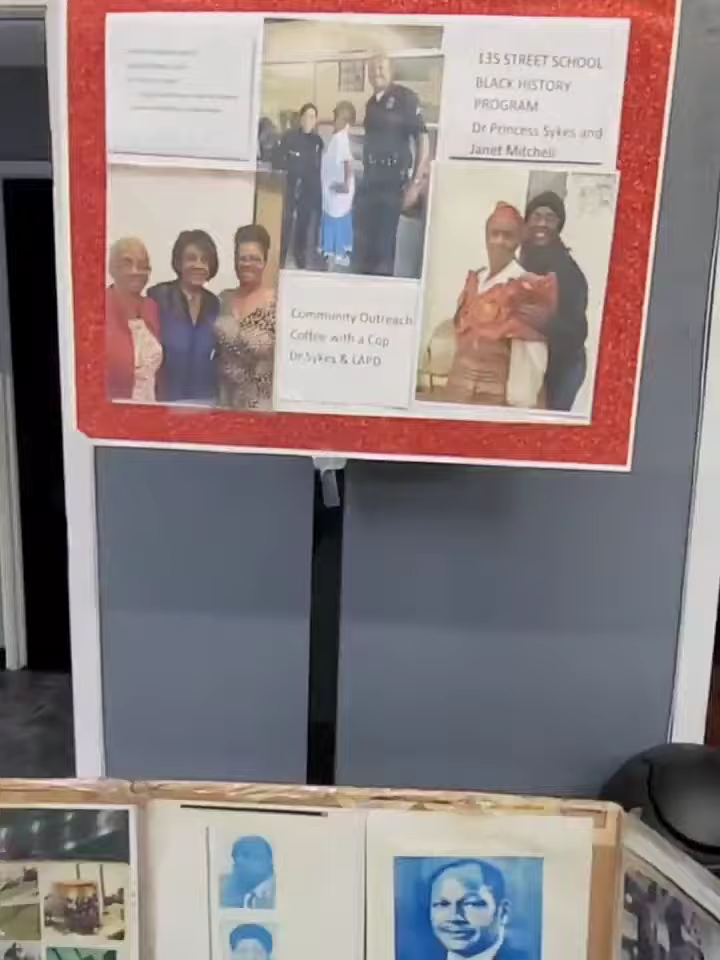 135 STREET SCHOOL
BLACK HISTORY
PROGRAM
Dr Princess Sykes and
Janet Mitchell
Community Outreach
Coffee with a Cop
Dr Sykes & LAPD